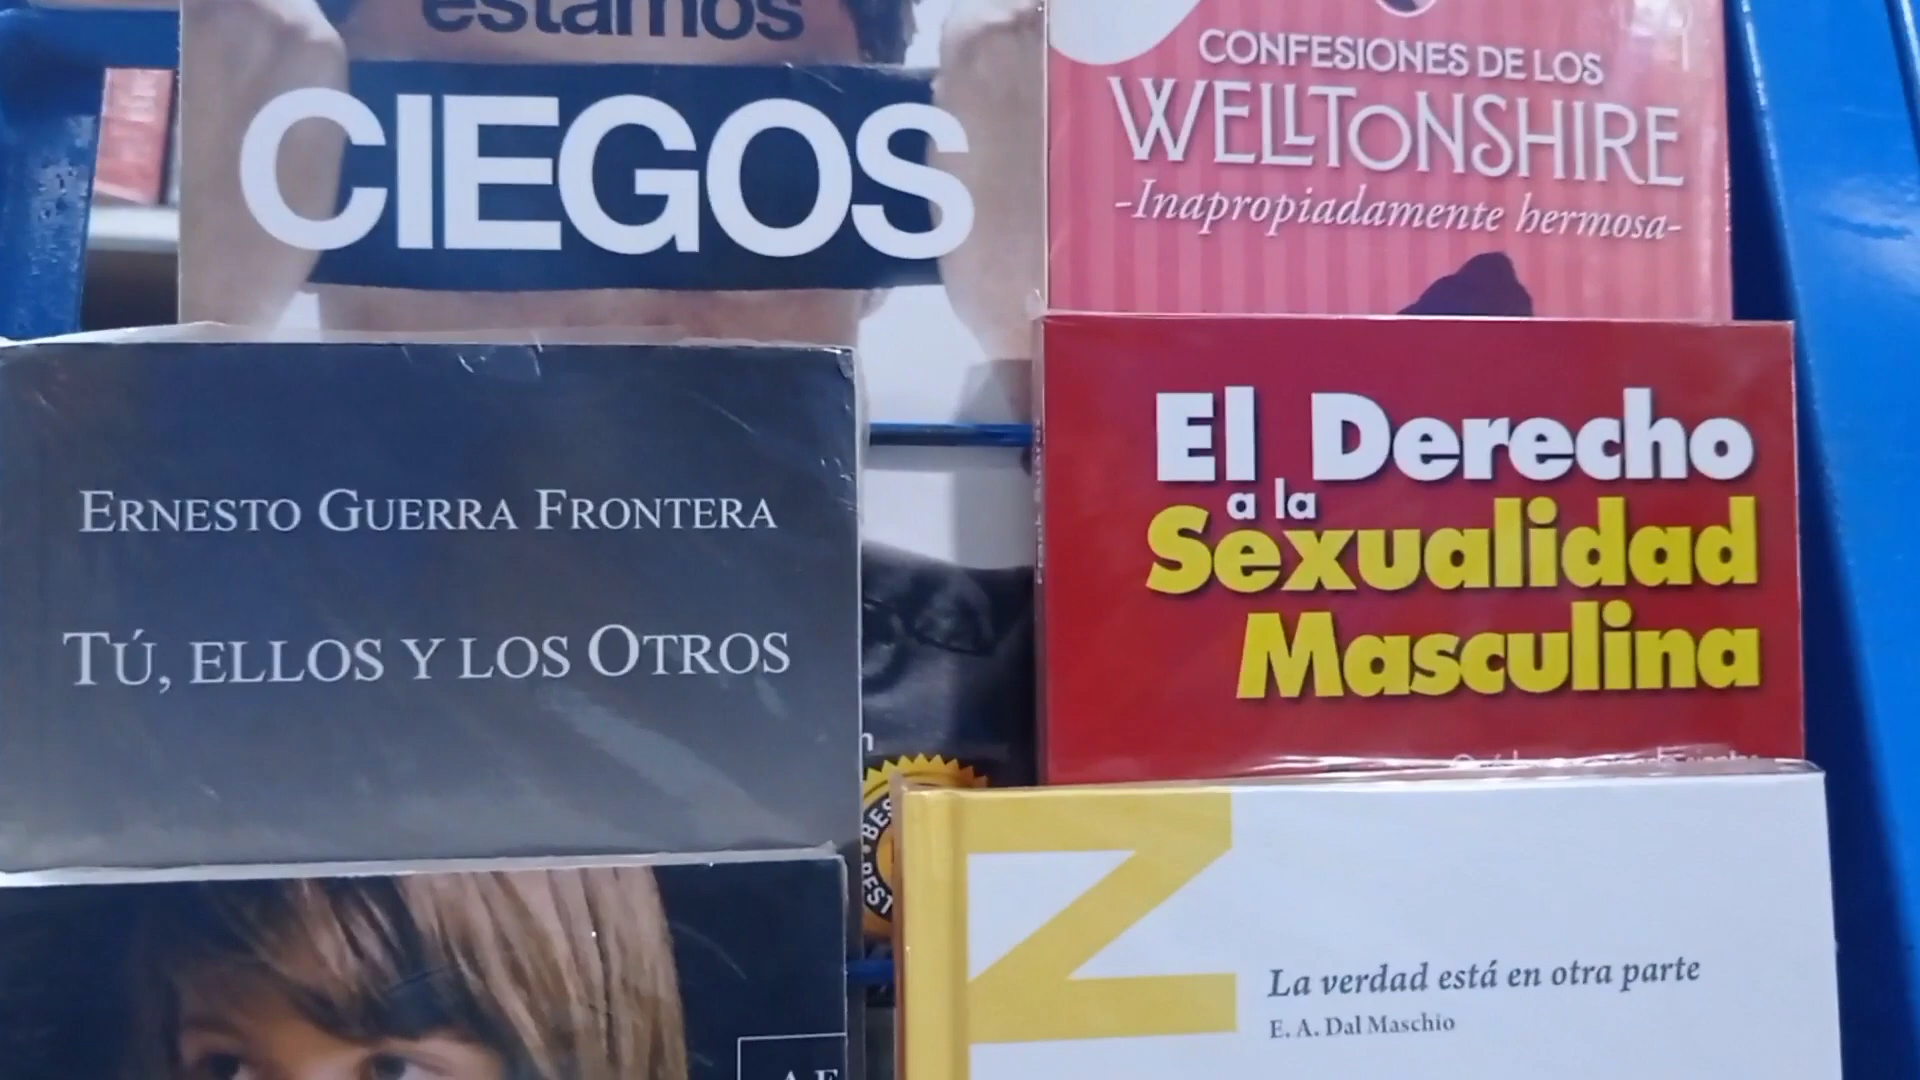 estamos
CIEGOS
CONFESIONES DE LOS
WELLTONSHIRE
-Inapropiadamente hermosa-
ERNESTO GUERRA FRONTERA
TÚ, ELLOS Y LOS OTROS
El Derecho
a la
Sexualidad
Masculina
La verdad está en otra parte
E. A. Dal Maschio